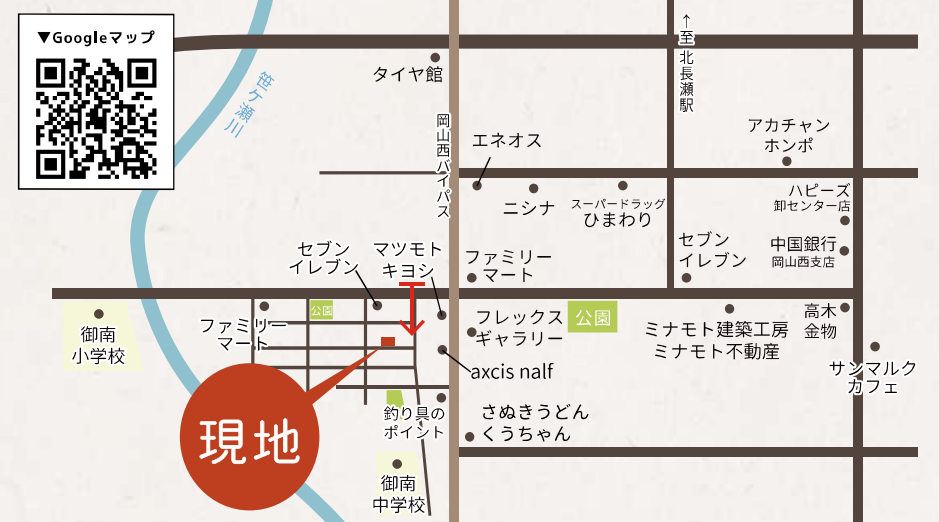 ▼Googleマップ
笹ケ瀬川
タイヤ館
岡山西バイパス
↑至 北長瀬駅
エネオス
ニシナ
スーパードラッグ
ひまわり
アカチャン
ホンポ
ハピーズ
卸センター店
中国銀行
岡山西支店
セブン
イレブン
ファミリー
マート
セブン
イレブン
マツモト
キヨシ
御南
小学校
ファミリー
マート
公園
フレックス
ギャラリー
公園
ミナモト建築工房
ミナモト不動産
高木
金物
サンマルク
カフェ
axcis nalf
現地
釣り具の
ポイント
さぬきうどん
くうちゃん
御南
中学校